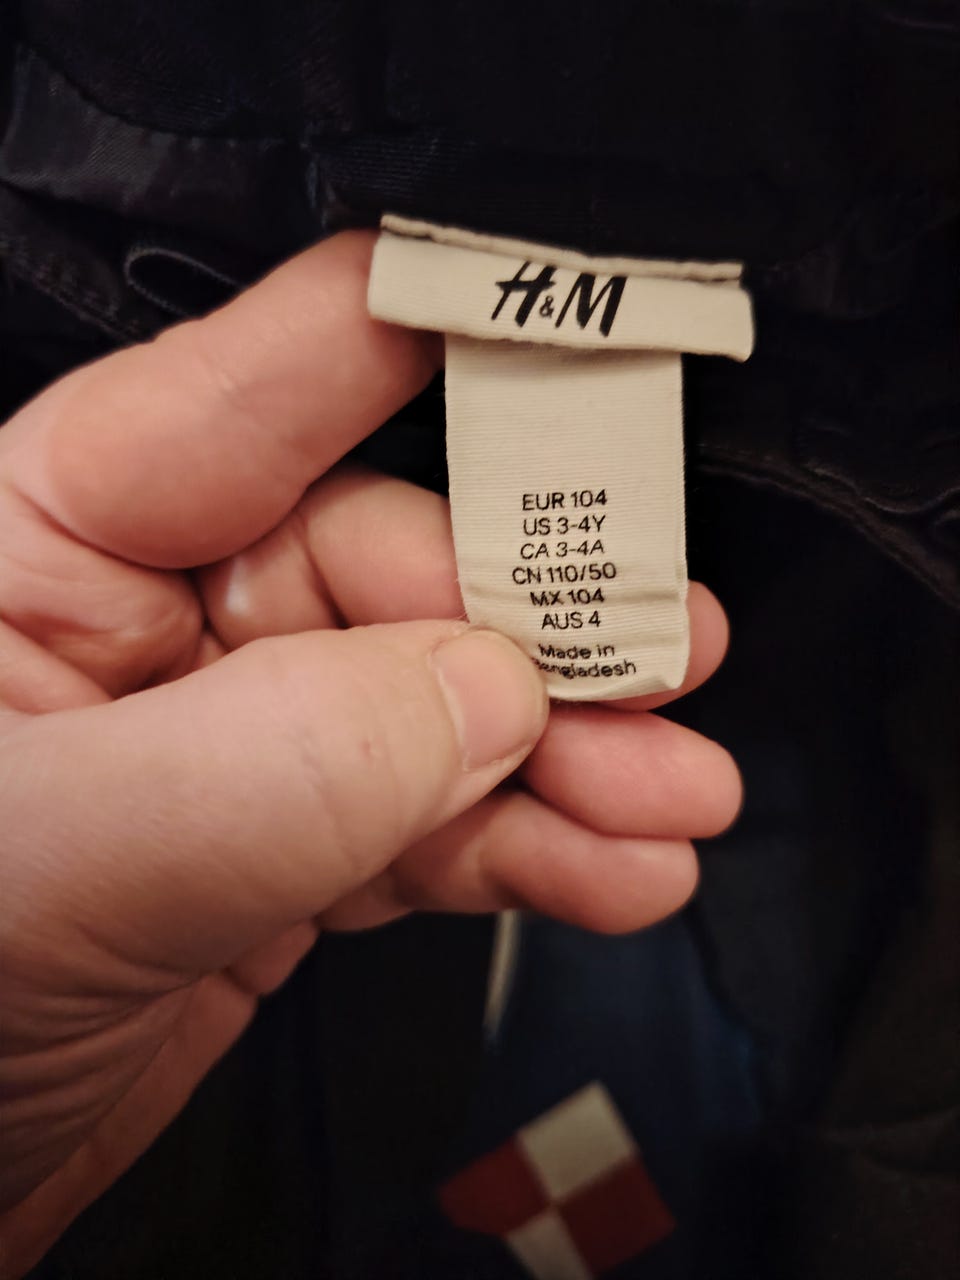 H&M
EUR 104
US 3-4Y
CA 3-4A
CN 110/50
MX 104
AUS 4
Made in
Bangladesh